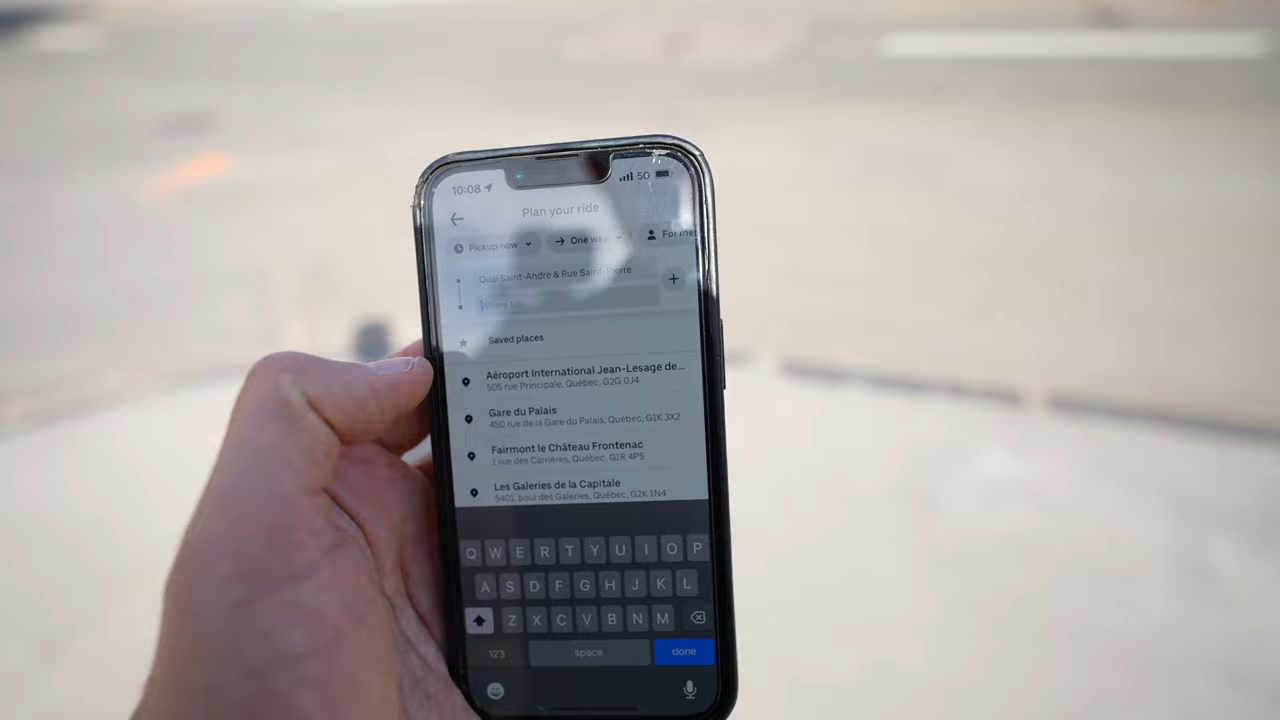 10:08 5G
Plan your ride
Pickup now One way For me
Quai Saint-Andre & Rue Saint-Pierre
Where to?
Saved places
Aéroport International Jean-Lesage de...
505 rue Principale, Québec, G2G 0J4
Gare du Palais
450 rue de la Gare du Palais, Québec, G1K 3X2
Fairmont le Château Frontenac
1 rue des Carrières, Québec, G1R 4P5
Les Galeries de la Capitale
5401, boul des Galeries, Québec, G2K 1N4
Q W E R T Y U I O P
A S D F G H J K L
Z X C V B N M
123 space done